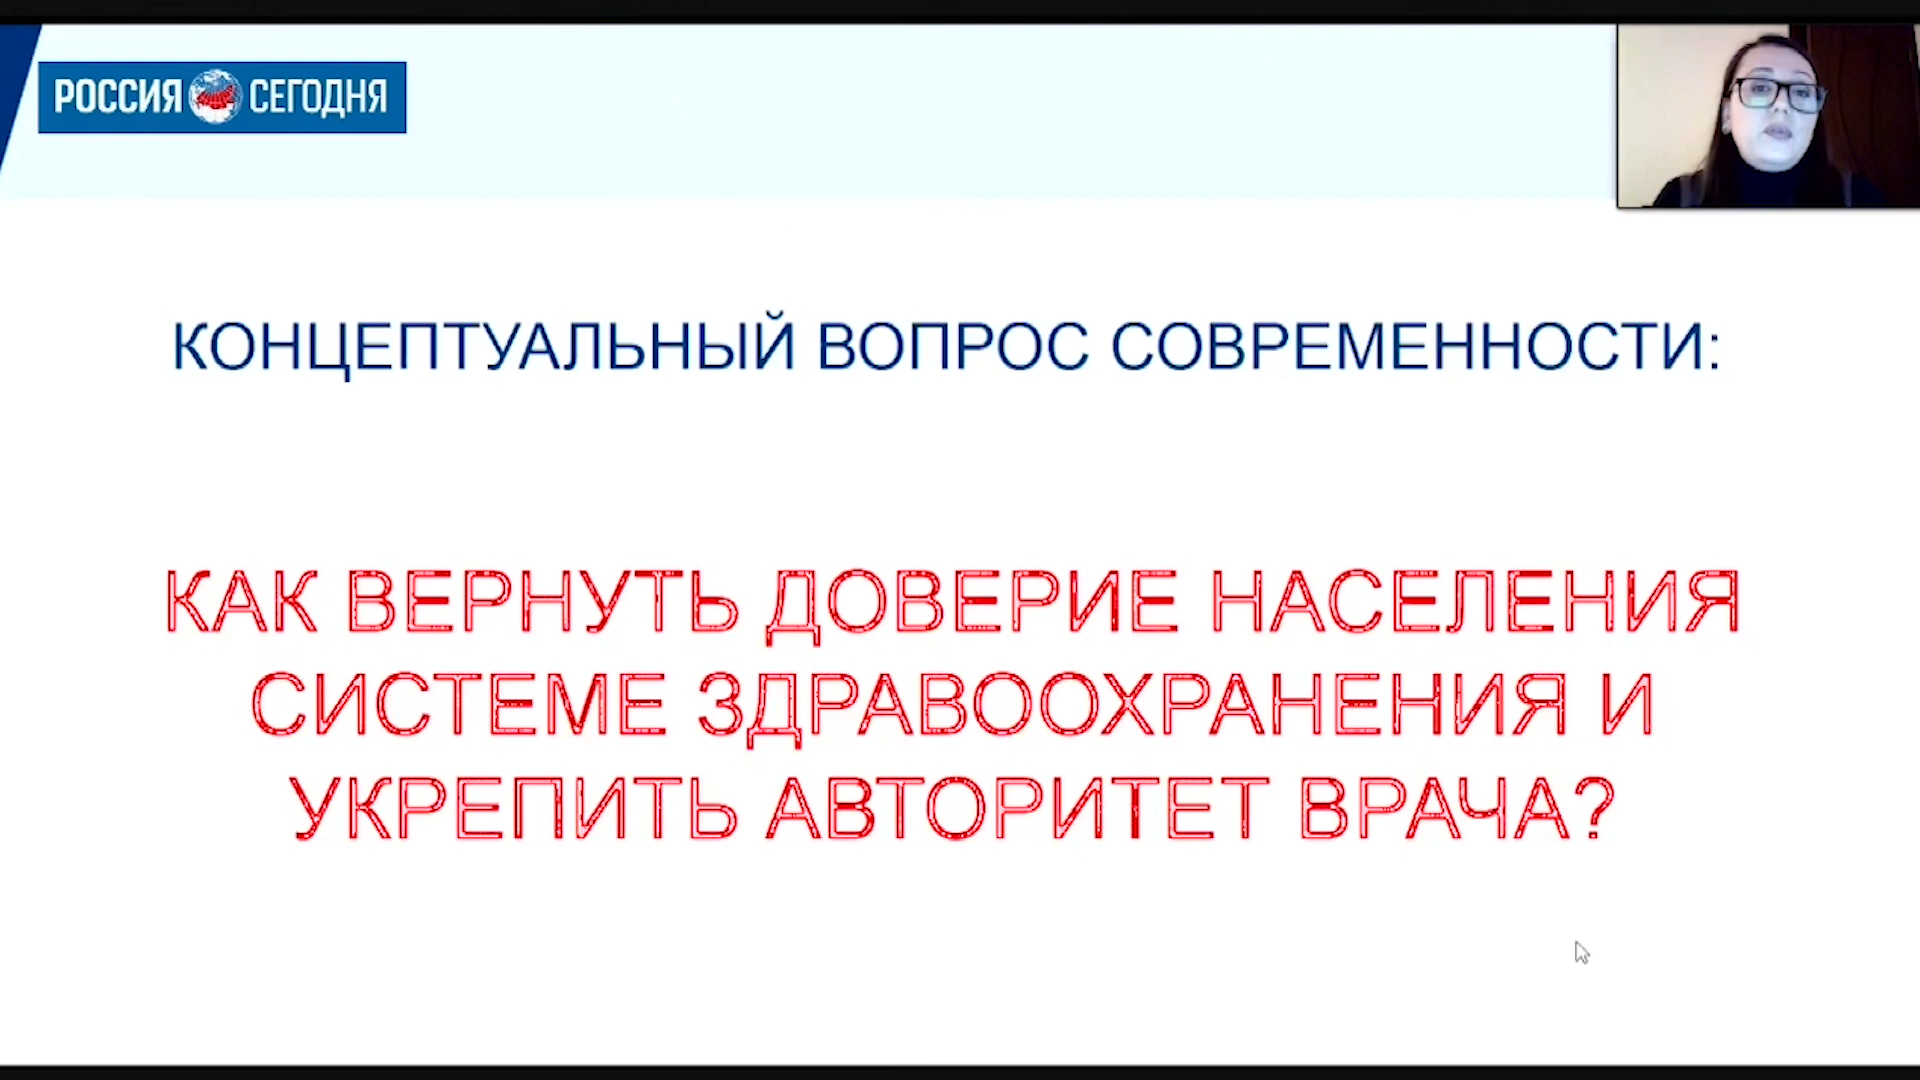 РОССИЯ СЕГОДНЯ
КОНЦЕПТУАЛЬНЫЙ ВОПРОС СОВРЕМЕННОСТИ:
КАК ВЕРНУТЬ ДОВЕРИЕ НАСЕЛЕНИЯ
СИСТЕМЕ ЗДРАВООХРАНЕНИЯ И
УКРЕПИТЬ АВТОРИТЕТ ВРАЧА?